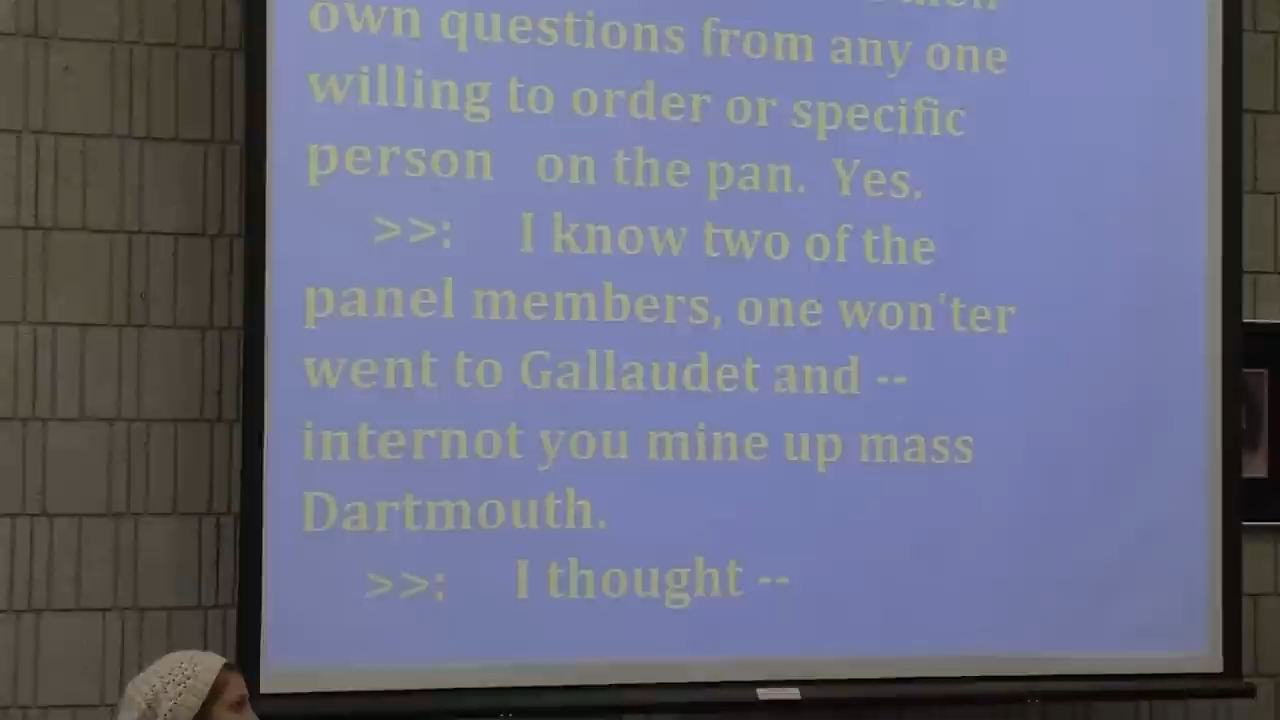 own questions from any one
willing to order or specific
person on the pan. Yes.
>>: I know two of the
panel members, one won'ter
went to Gallaudet and --
internot you mine up mass
Dartmouth.
>>: I thought --